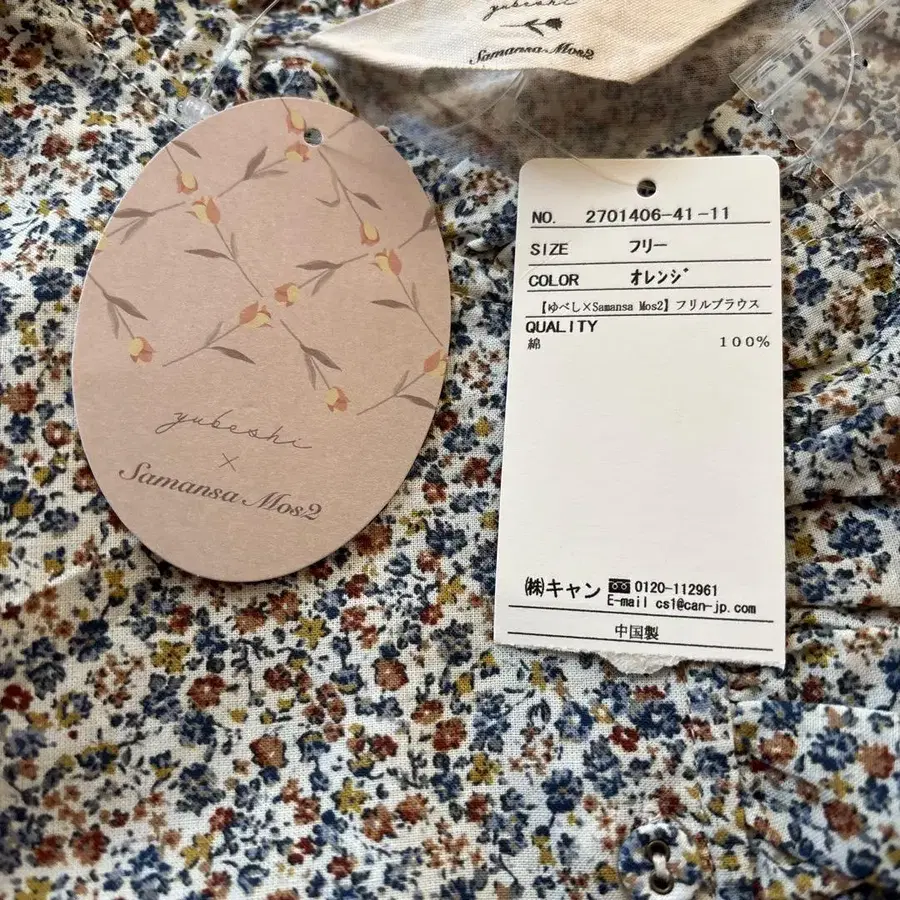 yubeshi
Samansa Mos2
yubeshi
×
Samansa Mos2
NO. 2701406-41-11
SIZE フリー
COLOR オレンジ
【ゆべし×Samansa Mos2】フリルブラウス
QUALITY
綿 100%
㈱キャン 0120-112961
E-mail cs1@can-jp.com
中国製